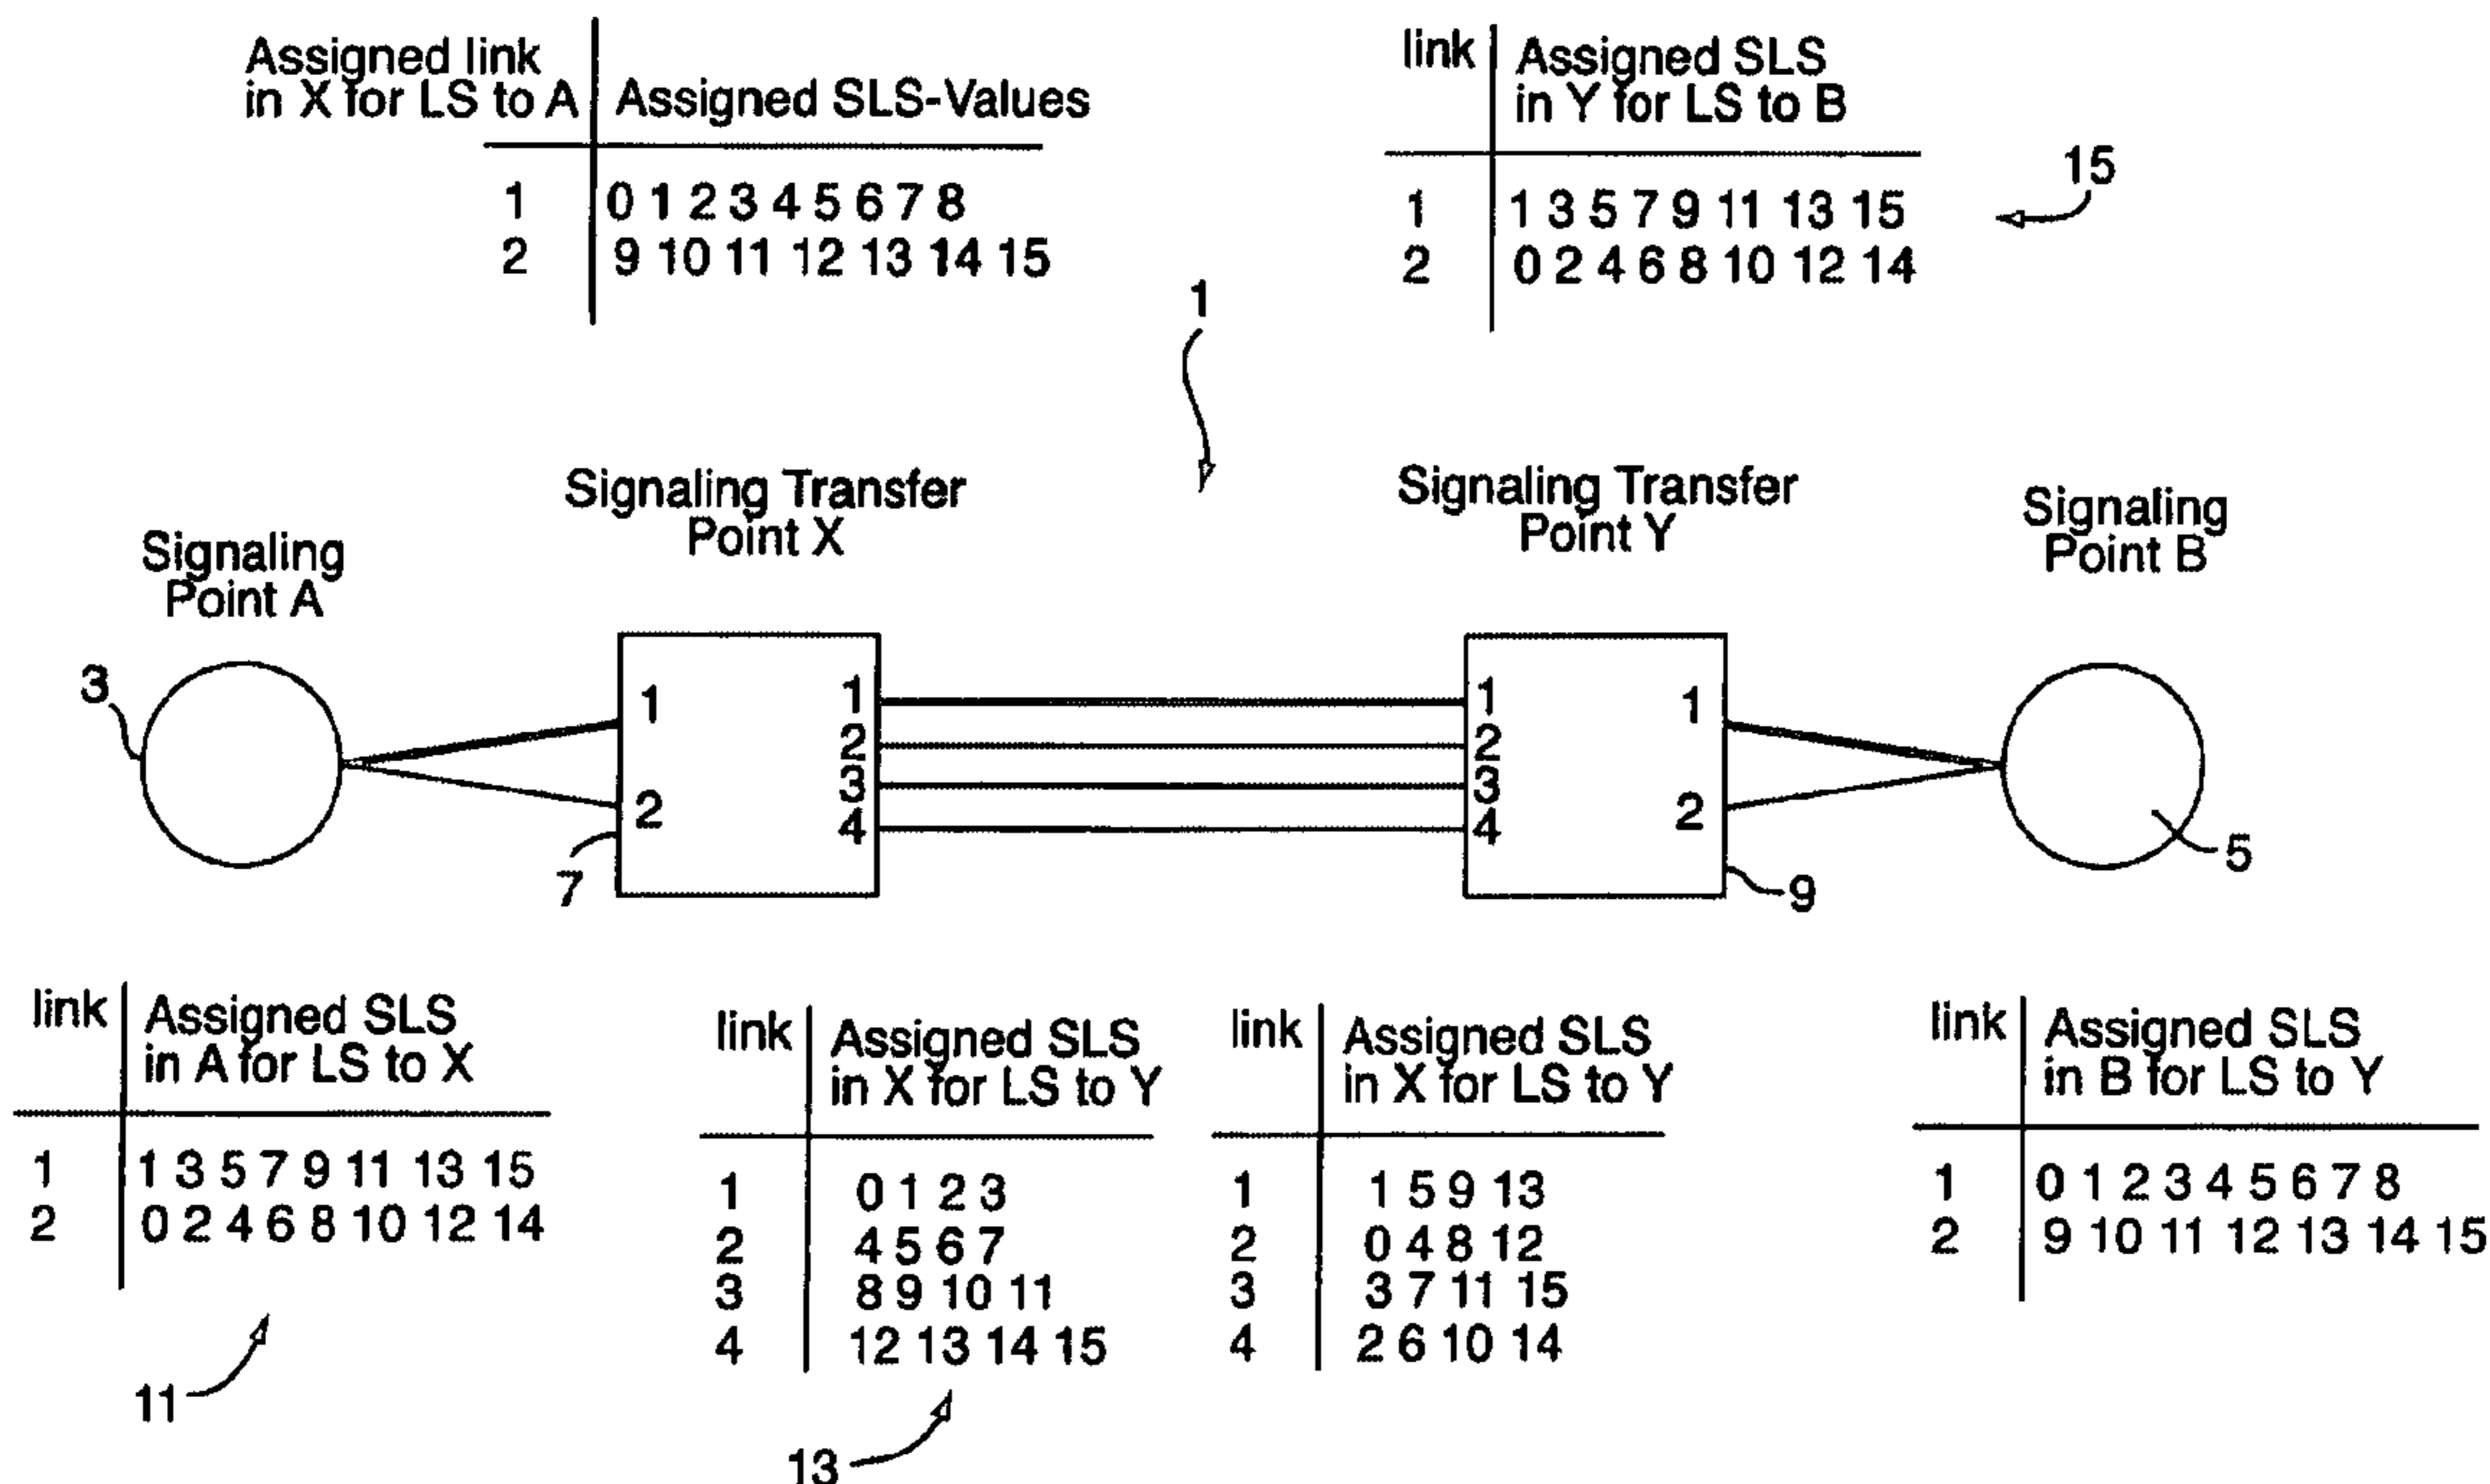 Assigned link
in X for LS to A
Assigned SLS-Values
1 0 1 2 3 4 5 6 7 8
2 9 10 11 12 13 14 15
link
Assigned SLS
in Y for LS to B
1 1 3 5 7 9 11 13 15
2 0 2 4 6 8 10 12 14
15
1
Signaling
Point A
Signaling Transfer
Point X
Signaling Transfer
Point Y
Signaling
Point B
3
1
2
7
1
2
3
4
1
2
3
4
1
2
9
5
link
Assigned SLS
in A for LS to X
1 1 3 5 7 9 11 13 15
2 0 2 4 6 8 10 12 14
11
link
Assigned SLS
in X for LS to Y
1 0 1 2 3
2 4 5 6 7
3 8 9 10 11
4 12 13 14 15
13
link
Assigned SLS
in X for LS to Y
1 1 5 9 13
2 0 4 8 12
3 3 7 11 15
4 2 6 10 14
link
Assigned SLS
in B for LS to Y
1 0 1 2 3 4 5 6 7 8
2 9 10 11 12 13 14 15